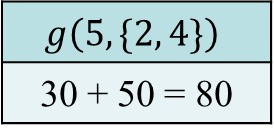 g(5,{2,4})
30 + 50 = 80